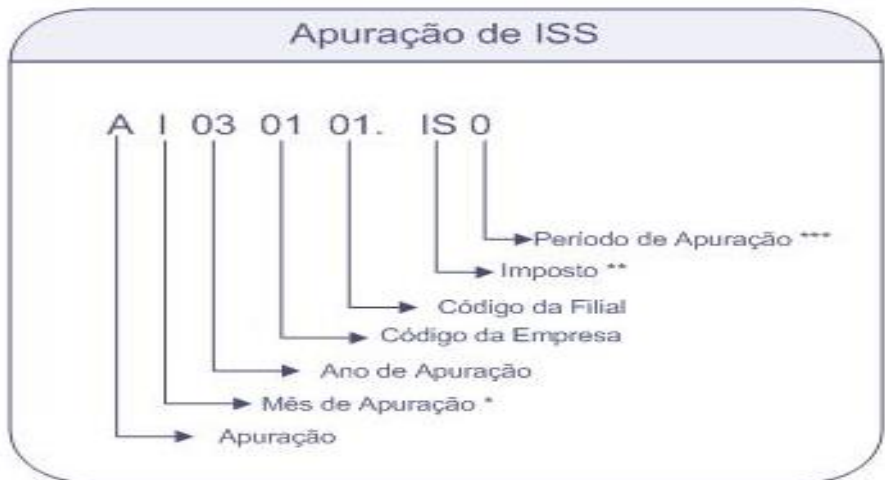 Apuração de ISS
A I 03 01 01. IS 0
Período de Apuração ***
Imposto **
Código da Filial
Código da Empresa
Ano de Apuração
Mês de Apuração *
Apuração